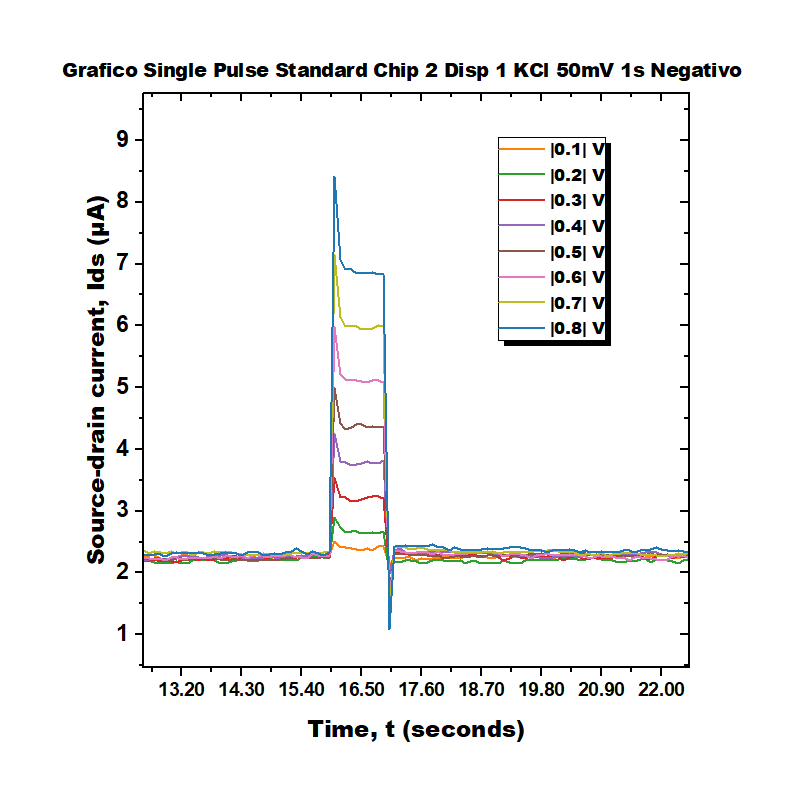 Grafico Single Pulse Standard Chip 2 Disp 1 KCl 50mV 1s Negativo
|0.1| V
|0.2| V
|0.3| V
|0.4| V
|0.5| V
|0.6| V
|0.7| V
|0.8| V
Source-drain current, Ids (µA)
9
8
7
6
5
4
3
2
1
13.20 14.30 15.40 16.50 17.60 18.70 19.80 20.90 22.00
Time, t (seconds)